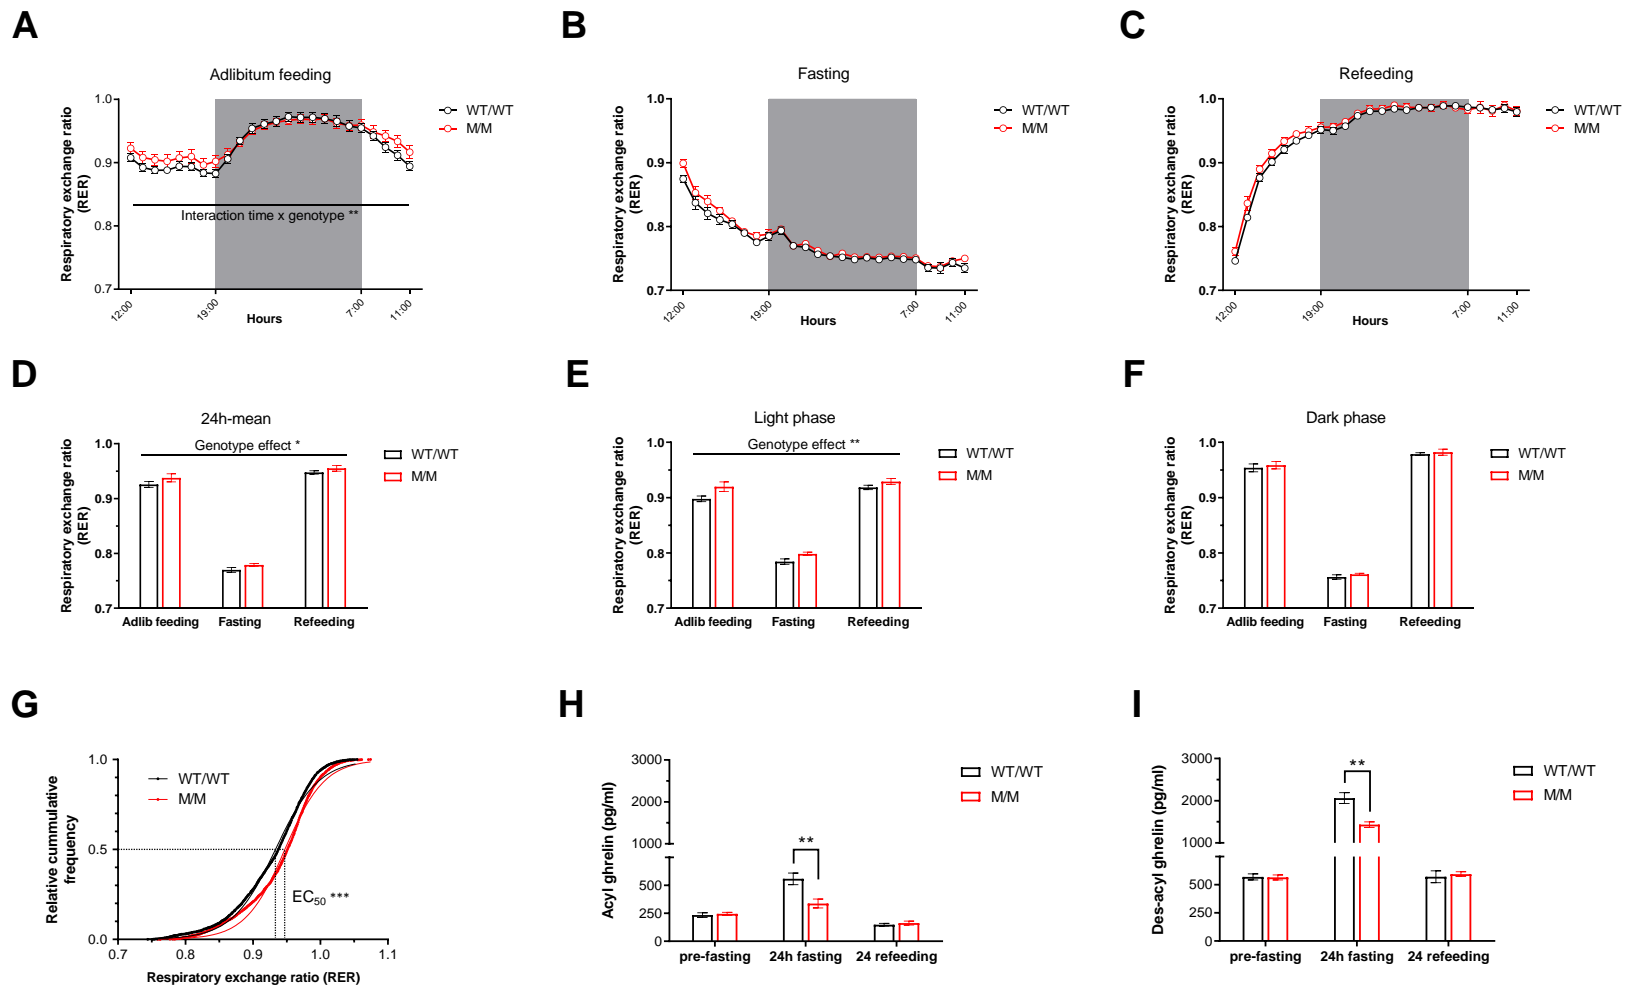 A
B
C
Adlibitum feeding
Fasting
Refeeding
Respiratory exchange ratio
(RER)
1.0
0.9
0.8
0.7
WT/WT
M/M
Interaction time x genotype **
12:00
19:00
7:00
11:00
Hours
Respiratory exchange ratio
(RER)
1.0
0.9
0.8
0.7
WT/WT
M/M
12:00
19:00
7:00
11:00
Hours
Respiratory exchange ratio
(RER)
1.0
0.9
0.8
0.7
WT/WT
M/M
12:00
19:00
7:00
11:00
Hours
D
E
F
24h-mean
Genotype effect *
Respiratory exchange ratio
(RER)
1.0
0.9
0.8
0.7
WT/WT
M/M
Adlib feeding
Fasting
Refeeding
Light phase
Genotype effect **
Respiratory exchange ratio
(RER)
1.0
0.9
0.8
0.7
WT/WT
M/M
Adlib feeding
Fasting
Refeeding
Dark phase
Respiratory exchange ratio
(RER)
1.0
0.9
0.8
0.7
WT/WT
M/M
Adlib feeding
Fasting
Refeeding
G
H
I
Relative cummulative
frequency
1.0
0.5
0.0
WT/WT
M/M
EC50 ***
0.7
0.8
0.9
1.0
1.1
Respiratory exchange ratio (RER)
Acyl ghrelin (pg/ml)
3000
2000
1000
500
250
0
**
WT/WT
M/M
pre-fasting
24h fasting
24 refeeding
Des-acyl ghrelin (pg/ml)
3000
2000
1000
500
250
0
**
WT/WT
M/M
pre-fasting
24h fasting
24 refeeding